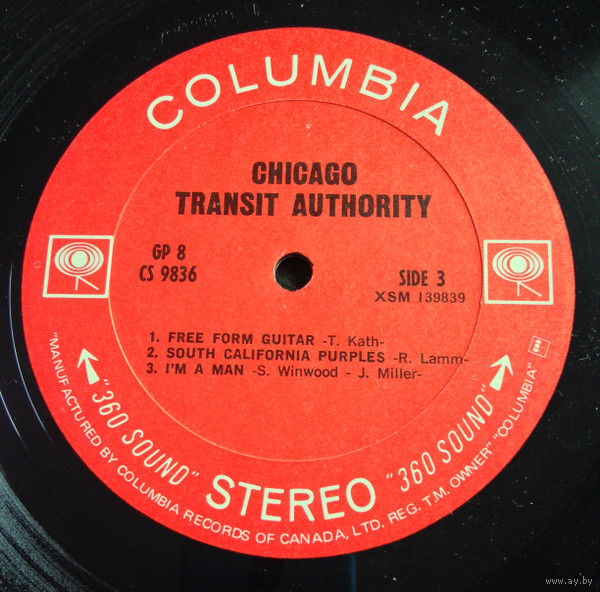 COLUMBIA
CHICAGO
TRANSIT AUTHORITY
GP 8
CS 9836
SIDE 3
XSM 139839
1. FREE FORM GUITAR -T. Kath-
2. SOUTH CALIFORNIA PURPLES -R. Lamm-
3. I'M A MAN -S. Winwood - J. Miller-
"360 SOUND" STEREO "360 SOUND"
"MANUFACTURED BY COLUMBIA RECORDS OF CANADA, LTD. REG. T.M. OWNER" "COLUMBIA"
www.ay.by